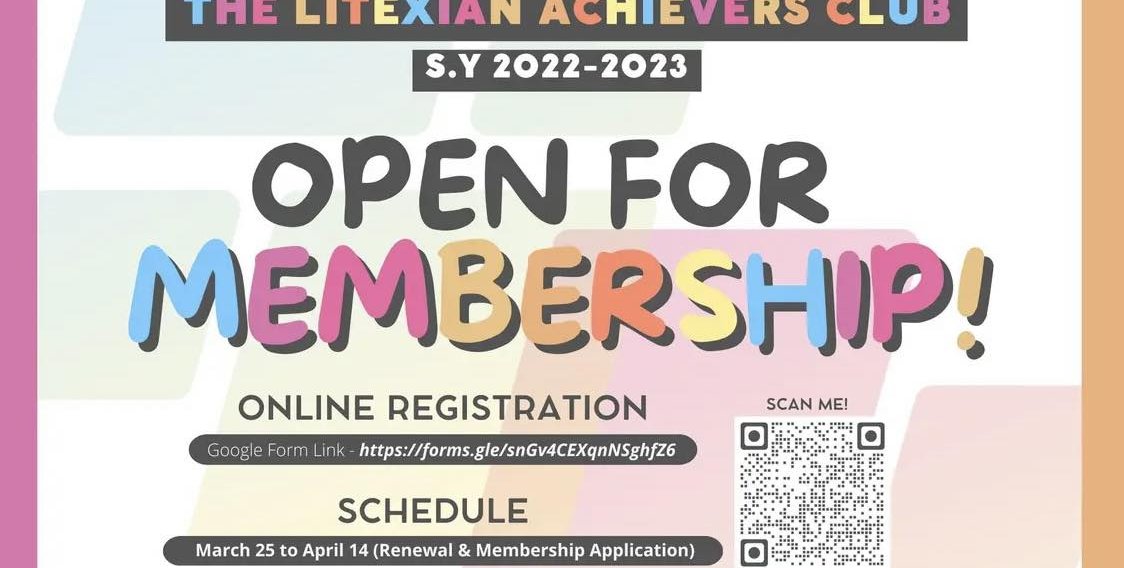 THE LITEXIAN ACHIEVERS CLUB
S.Y 2022-2023
OPEN FOR
MEMBERSHIP!
ONLINE REGISTRATION
Google Form Link - https://forms.gle/snGv4CEXqnNSghfZ6
SCAN ME!
SCHEDULE
March 25 to April 14 (Renewal & Membership Application)